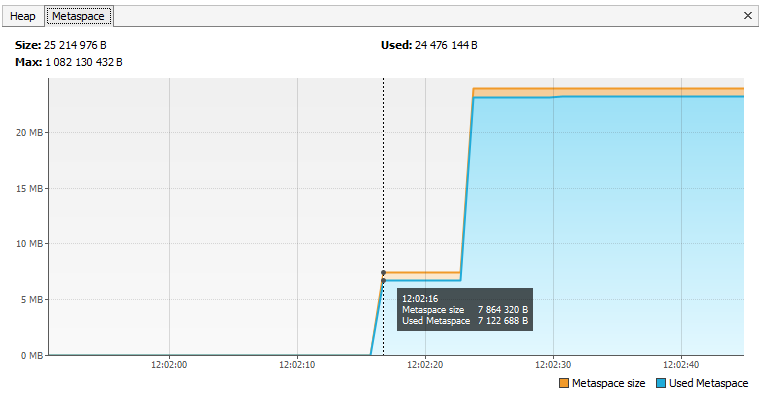 Heap Metaspace
Size: 25 214 976 B Used: 24 476 144 B
Max: 1 082 130 432 B
20 MB
15 MB
10 MB
5 MB
0 MB
12:02:16
Metaspace size 7 864 320 B
Used Metaspace 7 122 688 B
12:02:00 12:02:10 12:02:20 12:02:30 12:02:40
Metaspace size Used Metaspace